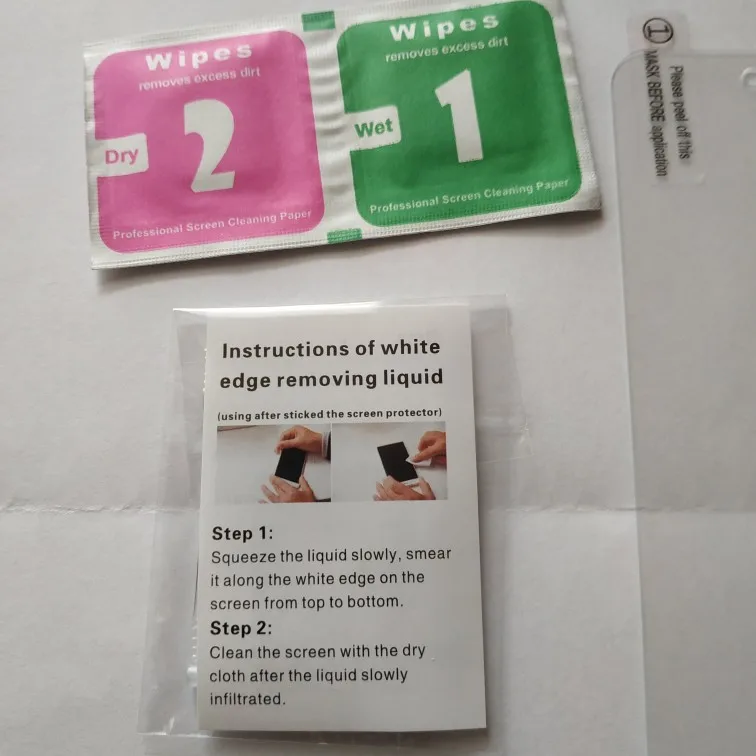 Wipes
removes excess dirt
Dry
2
Professional Screen Cleaning Paper
Wipes
removes excess dirt
Wet
1
Professional Screen Cleaning Paper
①
Please peel off this
MASK BEFORE application
Instructions of white
edge removing liquid
(using after sticked the screen protector)
Step 1:
Squeeze the liquid slowly, smear
it along the white edge on the
screen from top to bottom.
Step 2:
Clean the screen with the dry
cloth after the liquid slowly
infiltrated.